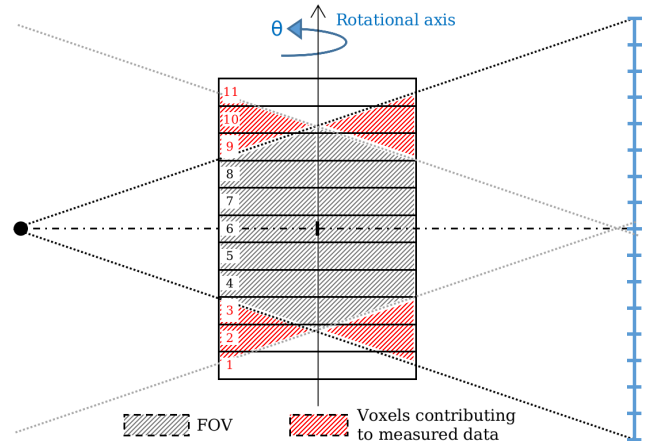 θ
Rotational axis
11
10
9
8
7
6
5
4
3
2
1
FOV
Voxels contributing
to measured data